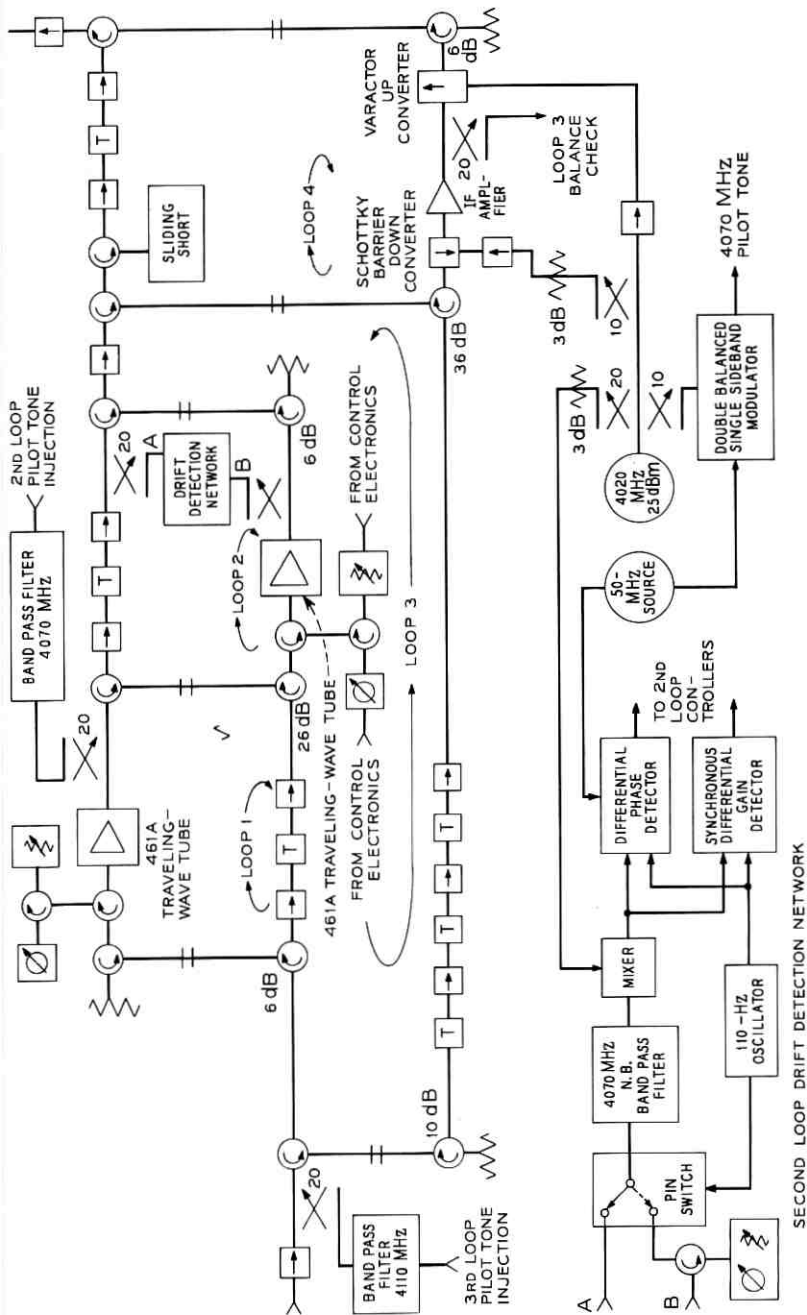 461A
TRAVELING-
WAVE TUBE
20
BAND PASS FILTER
4070 MHZ
2ND LOOP
PILOT TONE
INJECTION
T
20
A
DRIFT
DETECTION
NETWORK
B
SLIDING
SHORT
T
6 dB
LOOP 1
T
26 dB
LOOP 2
6 dB
461A TRAVELING-WAVE TUBE
FROM CONTROL
ELECTRONICS
FROM CONTROL
ELECTRONICS
LOOP 3
LOOP 4
20
BAND PASS
FILTER
4110 MHZ
3RD LOOP
PILOT TONE
INJECTION
10 dB
T
T
T
36 dB
SCHOTTKY
BARRIER
DOWN
CONVERTER
IF
AMPLI-
FIER
20
VARACTOR
UP
CONVERTER
6
dB
LOOP 3
BALANCE
CHECK
3 dB
20
3 dB
10
10
4020
MHZ
25 dBm
50-
MHZ
SOURCE
DOUBLE BALANCED
SINGLE SIDEBAND
MODULATOR
4070 MHZ
PILOT TONE
A
B
PIN
SWITCH
4070 MHZ
N.B.
BAND PASS
FILTER
MIXER
110-HZ
OSCILLATOR
DIFFERENTIAL
PHASE
DETECTOR
SYNCHRONOUS
DIFFERENTIAL
GAIN
DETECTOR
TO 2ND
LOOP
CON-
TROLLERS
SECOND LOOP DRIFT DETECTION NETWORK